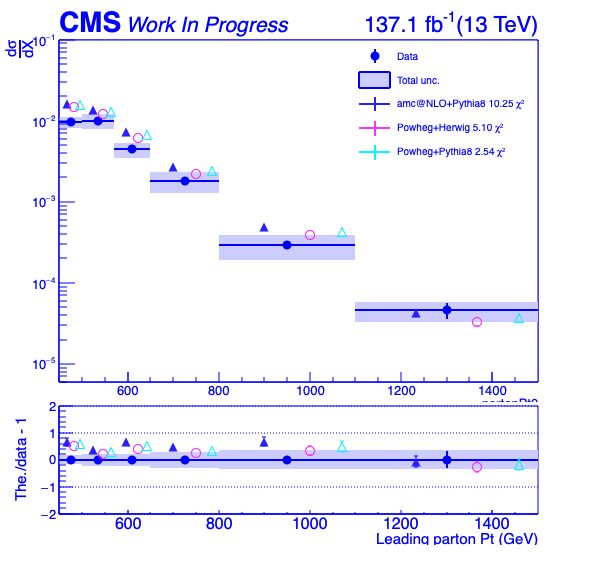 CMS Work In Progress 137.1 fb⁻¹(13 TeV)
dσ
dX
10⁻¹
Data
Total unc.
amc@NLO+Pythia8 10.25 χ²
Powheg+Herwig 5.10 χ²
Powheg+Pythia8 2.54 χ²
10⁻²
10⁻³
10⁻⁴
10⁻⁵
600 800 1000 1200 1400
The./data - 1
2
1
0
−1
−2
600 800 1000 1200 1400
Leading parton Pt (GeV)